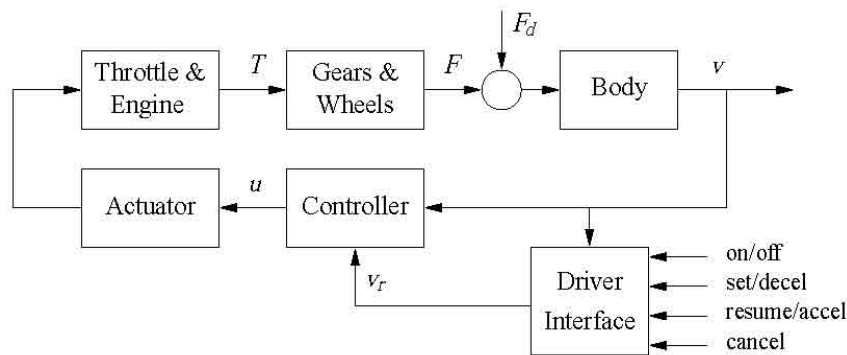 F_d
Throttle &
Engine
T
Gears &
Wheels
F
Body
v
Actuator
u
Controller
v_r
Driver
Interface
on/off
set/decel
resume/accel
cancel